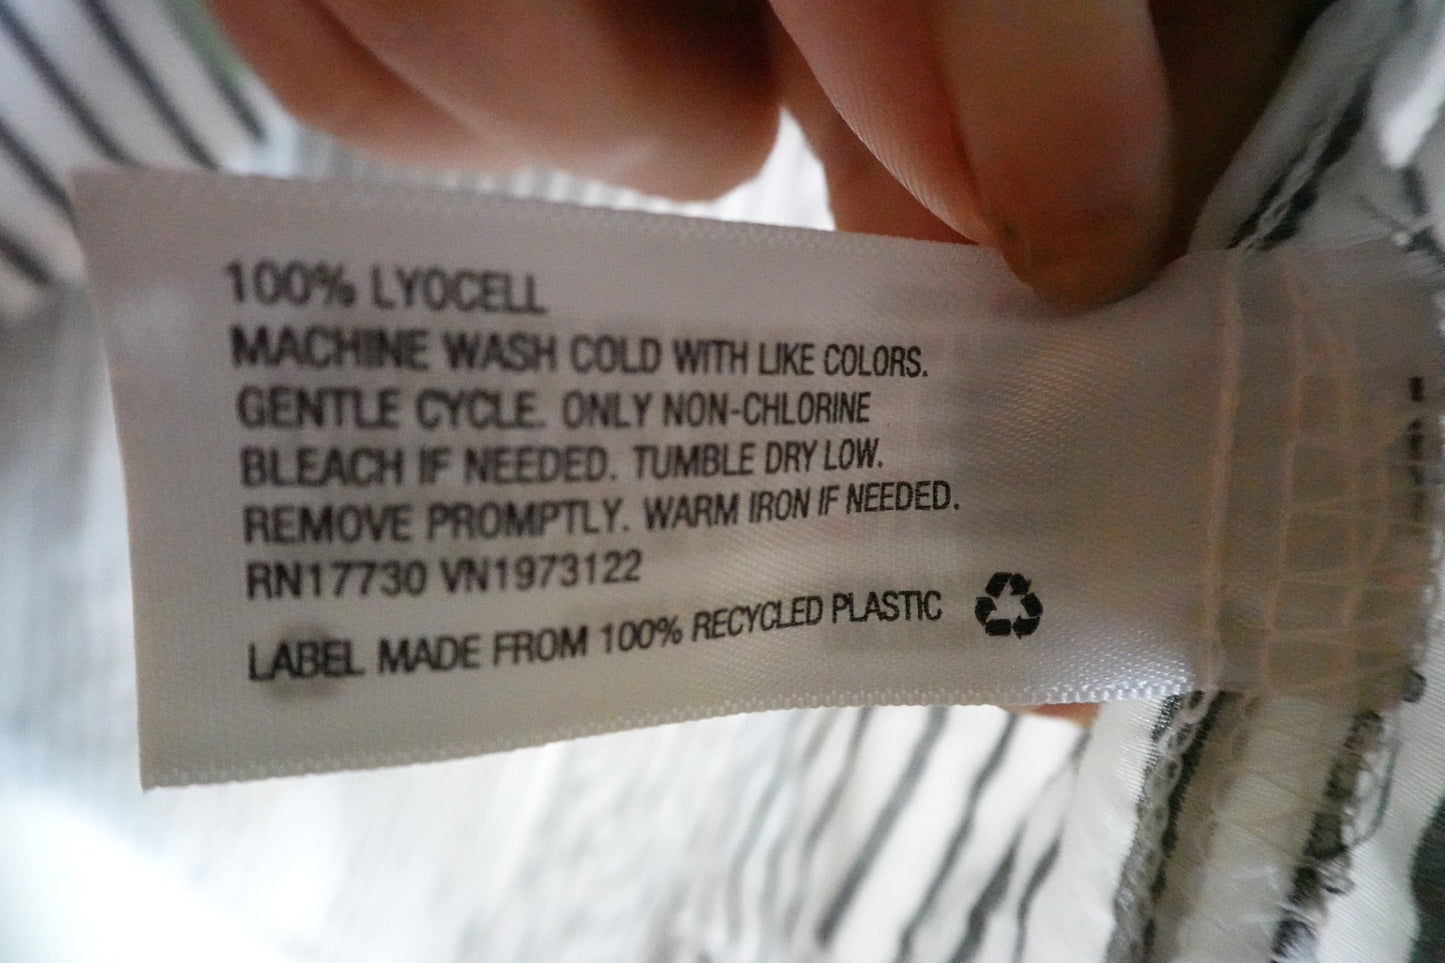 100% LYOCELL
MACHINE WASH COLD WITH LIKE COLORS.
GENTLE CYCLE. ONLY NON-CHLORINE
BLEACH IF NEEDED. TUMBLE DRY LOW.
REMOVE PROMPTLY. WARM IRON IF NEEDED.
RN17730 VN1973122
LABEL MADE FROM 100% RECYCLED PLASTIC